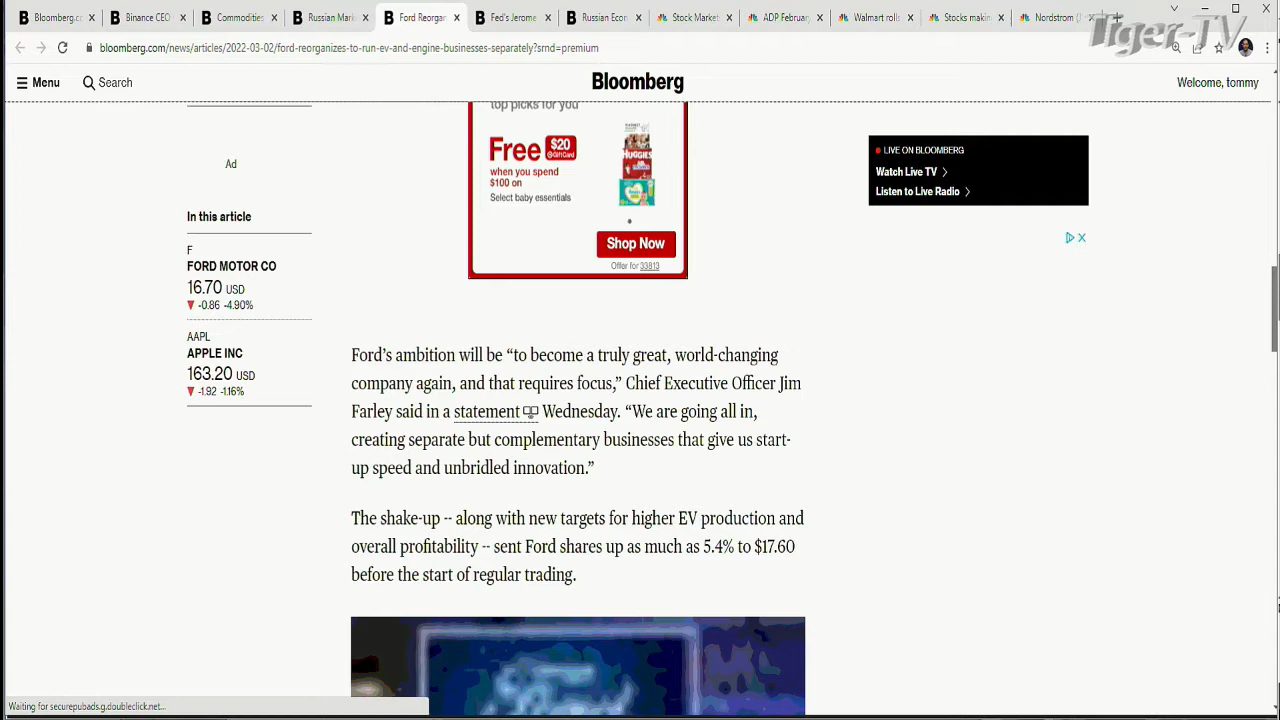 Bloomberg.co
Binance CEO
Commodities
Russian Mar
Ford Reorgar
Fed's Jerome
Russian Econ
Stock Market
ADP Februar
Walmart rolls
Stocks makin
Nordstrom (
Tiger-TV
bloomberg.com/news/articles/2022-03-02/ford-reorganizes-to-run-ev-and-engine-businesses-separately?srnd=premium
Menu
Search
Bloomberg
Welcome, tommy
top picks for you
Free $20 GiftCard
when you spend
$100 on
Select baby essentials
HUGGIES
Shop Now
Offer for 33813
LIVE ON BLOOMBERG
Watch Live TV
Listen to Live Radio
Ad
In this article
F
FORD MOTOR CO
16.70 USD
▼ -0.86 -4.90%
AAPL
APPLE INC
163.20 USD
▼ -1.92 -1.16%
Ford's ambition will be “to become a truly great, world-changing
company again, and that requires focus,” Chief Executive Officer Jim
Farley said in a statement Wednesday. “We are going all in,
creating separate but complementary businesses that give us start-
up speed and unbridled innovation.”
The shake-up -- along with new targets for higher EV production and
overall profitability -- sent Ford shares up as much as 5.4% to $17.60
before the start of regular trading.
Waiting for securepubads.g.doubleclick.net...